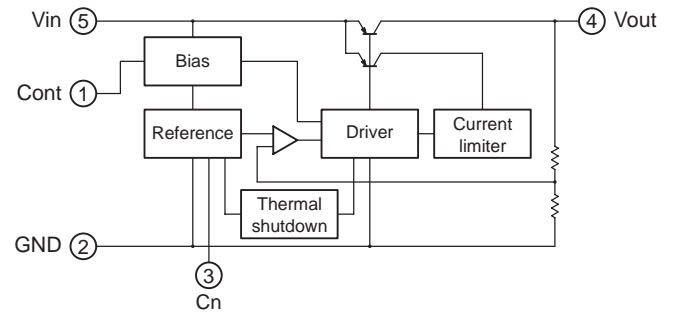 Vin 5
4 Vout
Bias
Cont 1
Reference
Driver
Current
limiter
Thermal
shutdown
GND 2
3
Cn